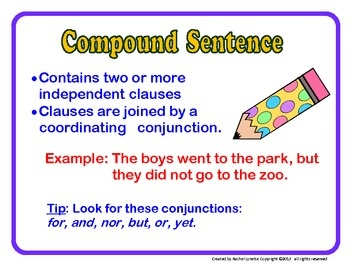 Compound Sentence
•Contains two or more
independent clauses
•Clauses are joined by a
coordinating conjunction.
Example: The boys went to the park, but
they did not go to the zoo.
Tip: Look for these conjunctions:
for, and, nor, but, or, yet.
Created by Rachel Lynette Copyright ©2013 all rights reserved